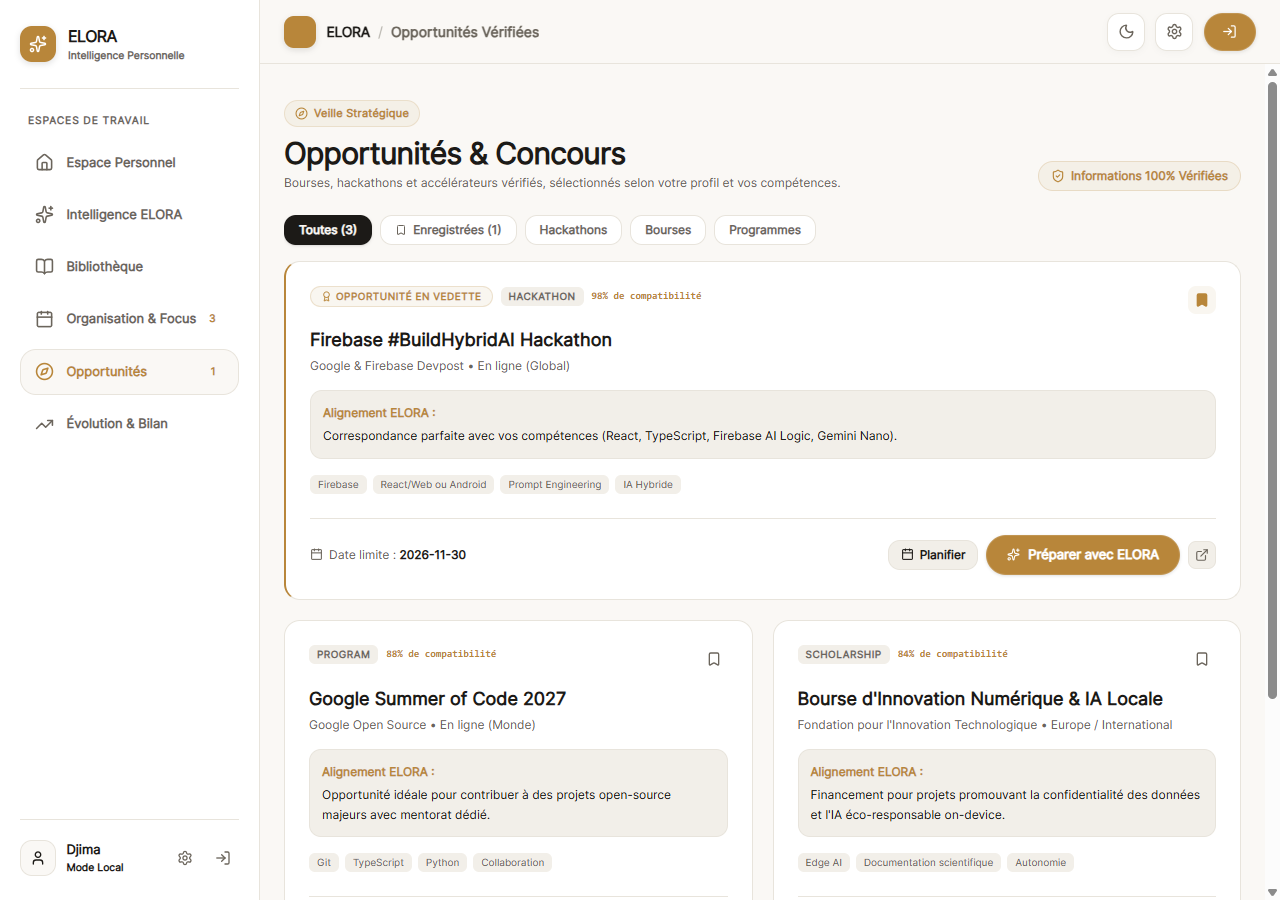 ELORA
Intelligence Personnelle
ESPACES DE TRAVAIL
Espace Personnel
Intelligence ELORA
Bibliothèque
Organisation & Focus 3
Opportunités 1
Évolution & Bilan
Djima
Mode Local
ELORA / Opportunités Vérifiées
Veille Stratégique
Opportunités & Concours
Bourses, hackathons et accélérateurs vérifiés, sélectionnés selon votre profil et vos compétences.
Informations 100% Vérifiées
Toutes (3) Enregistrées (1) Hackathons Bourses Programmes
OPPORTUNITÉ EN VEDETTE HACKATHON 98% de compatibilité
Firebase #BuildHybridAI Hackathon
Google & Firebase Devpost • En ligne (Global)
Alignement ELORA :
Correspondance parfaite avec vos compétences (React, TypeScript, Firebase AI Logic, Gemini Nano).
Firebase React/Web ou Android Prompt Engineering IA Hybride
Date limite : 2026-11-30
Planifier Préparer avec ELORA
PROGRAM 88% de compatibilité
Google Summer of Code 2027
Google Open Source • En ligne (Monde)
Alignement ELORA :
Opportunité idéale pour contribuer à des projets open-source
majeurs avec mentorat dédié.
Git TypeScript Python Collaboration
SCHOLARSHIP 84% de compatibilité
Bourse d'Innovation Numérique & IA Locale
Fondation pour l'Innovation Technologique • Europe / International
Alignement ELORA :
Financement pour projets promouvant la confidentialité des données
et l'IA éco-responsable on-device.
Edge AI Documentation scientifique Autonomie